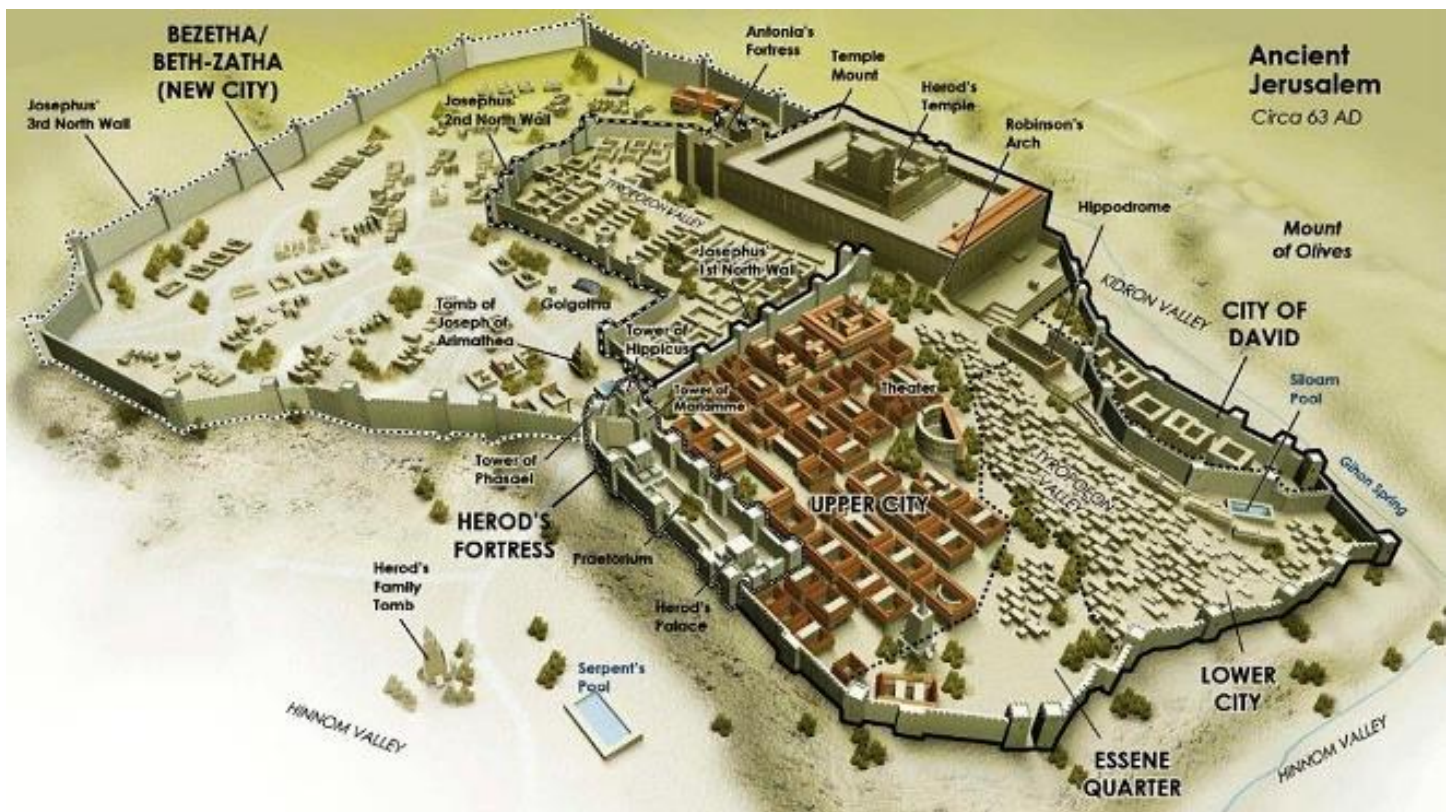 BEZETHA/
BETH-ZATHA
(NEW CITY)
Josephus'
3rd North Wall
Josephus'
2nd North Wall
Antonia's
Fortress
Temple
Mount
Herod's
Temple
Robinson's
Arch
Ancient
Jerusalem
Circa 63 AD
TYROPOEON
VALLEY
Hippodrome
Mount
of Olives
KIDRON VALLEY
CITY OF
DAVID
Siloam
Pool
Gihon Spring
Josephus'
1st North Wall
Golgotha
Tomb of
Joseph of
Arimathea
Tower of
Hippicus
Tower of
Mariamme
Theater
Tower of
Phasael
HEROD'S
FORTRESS
UPPER CITY
TYROPOEON
VALLEY
Praetorium
Herod's
Palace
Herod's
Family
Tomb
Serpent's
Pool
HINNOM VALLEY
LOWER
CITY
ESSENE
QUARTER
HINNOM VALLEY